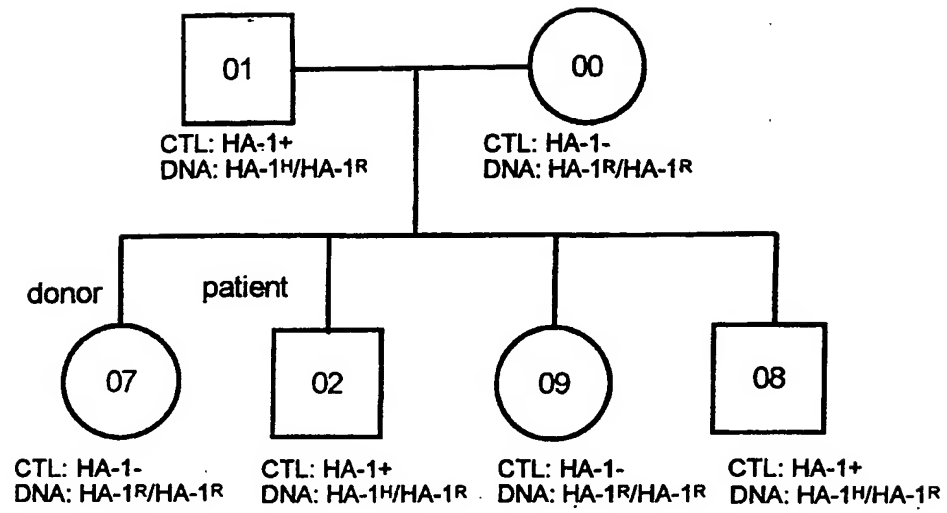 01
00
CTL: HA-1+
DNA: HA-1ᴴ/HA-1ᴿ
CTL: HA-1-
DNA: HA-1ᴿ/HA-1ᴿ
donor
patient
07
02
09
08
CTL: HA-1-
DNA: HA-1ᴿ/HA-1ᴿ
CTL: HA-1+
DNA: HA-1ᴴ/HA-1ᴿ
CTL: HA-1-
DNA: HA-1ᴿ/HA-1ᴿ
CTL: HA-1+
DNA: HA-1ᴴ/HA-1ᴿ